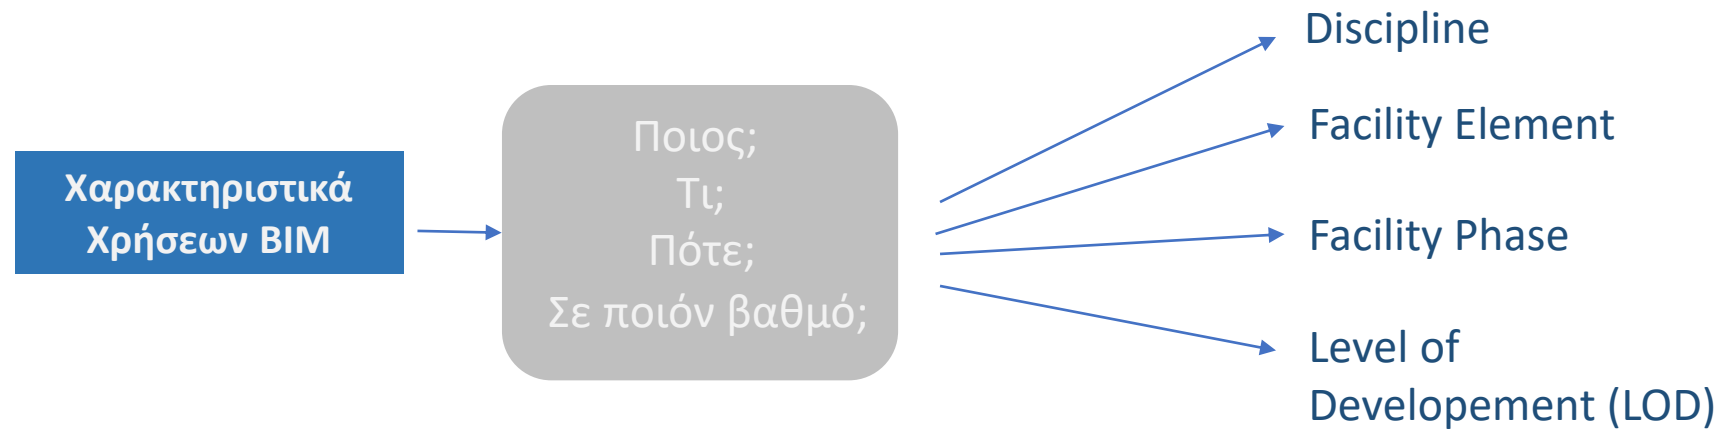 Χαρακτηριστικά
Χρήσεων BIM
Ποιος;
Τι;
Πότε;
Σε ποιόν βαθμό;
Discipline
Facility Element
Facility Phase
Level of
Developement (LOD)